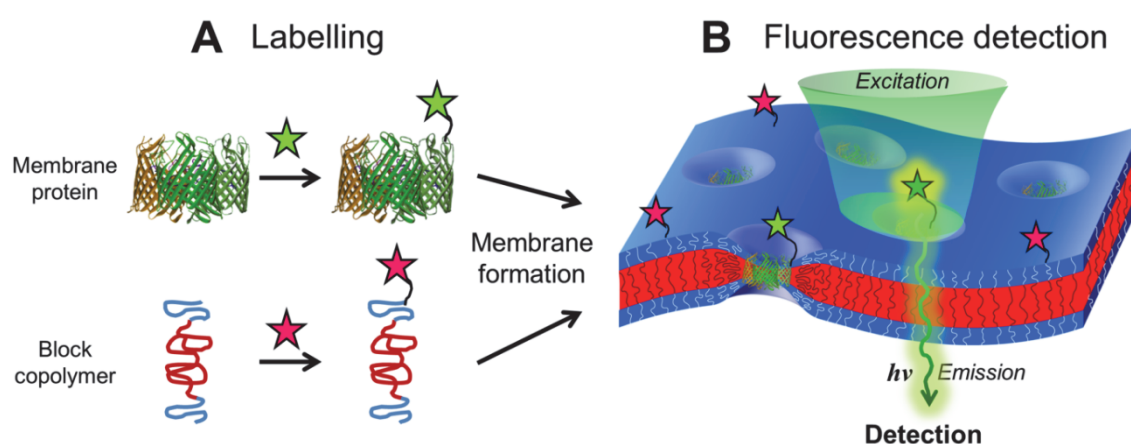 A Labelling
Membrane
protein
Block
copolymer
Membrane
formation
B Fluorescence detection
Excitation
hν Emission
Detection